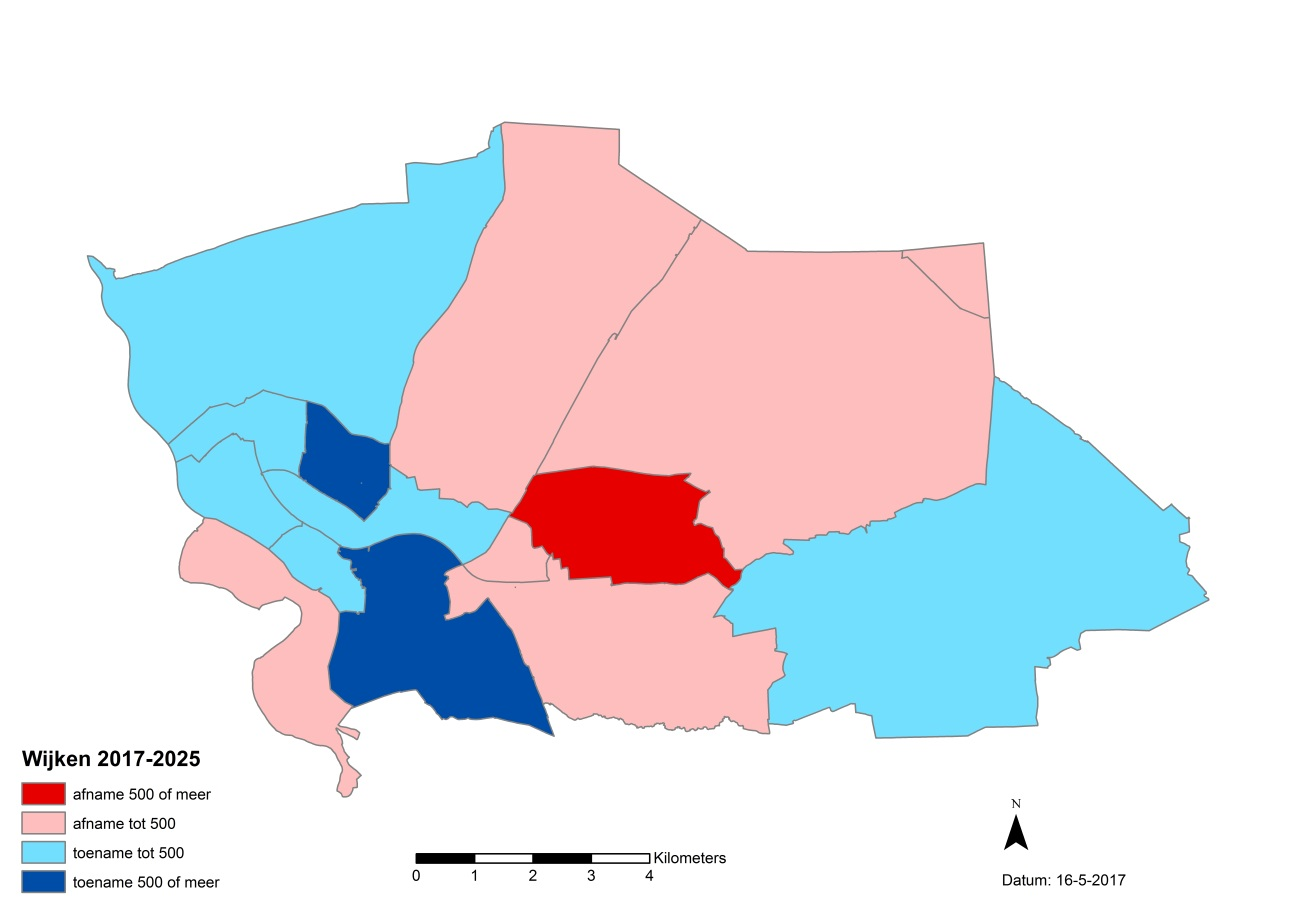 Wijken 2017-2025
afname 500 of meer
afname tot 500
toename tot 500
toename 500 of meer
Kilometers
0 1 2 3 4
N
Datum: 16-5-2017